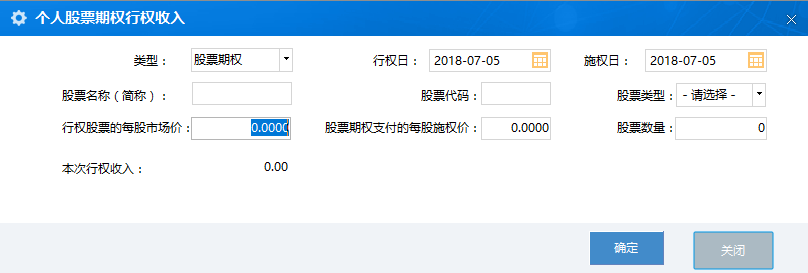 个人股票期权行权收入
类型： 股票期权 行权日： 2018-07-05 施权日： 2018-07-05
股票名称（简称）： 股票代码： 股票类型： - 请选择 -
行权股票的每股市场价： 0.0000 股票期权支付的每股施权价： 0.0000 股票数量： 0
本次行权收入： 0.00
确定 关闭